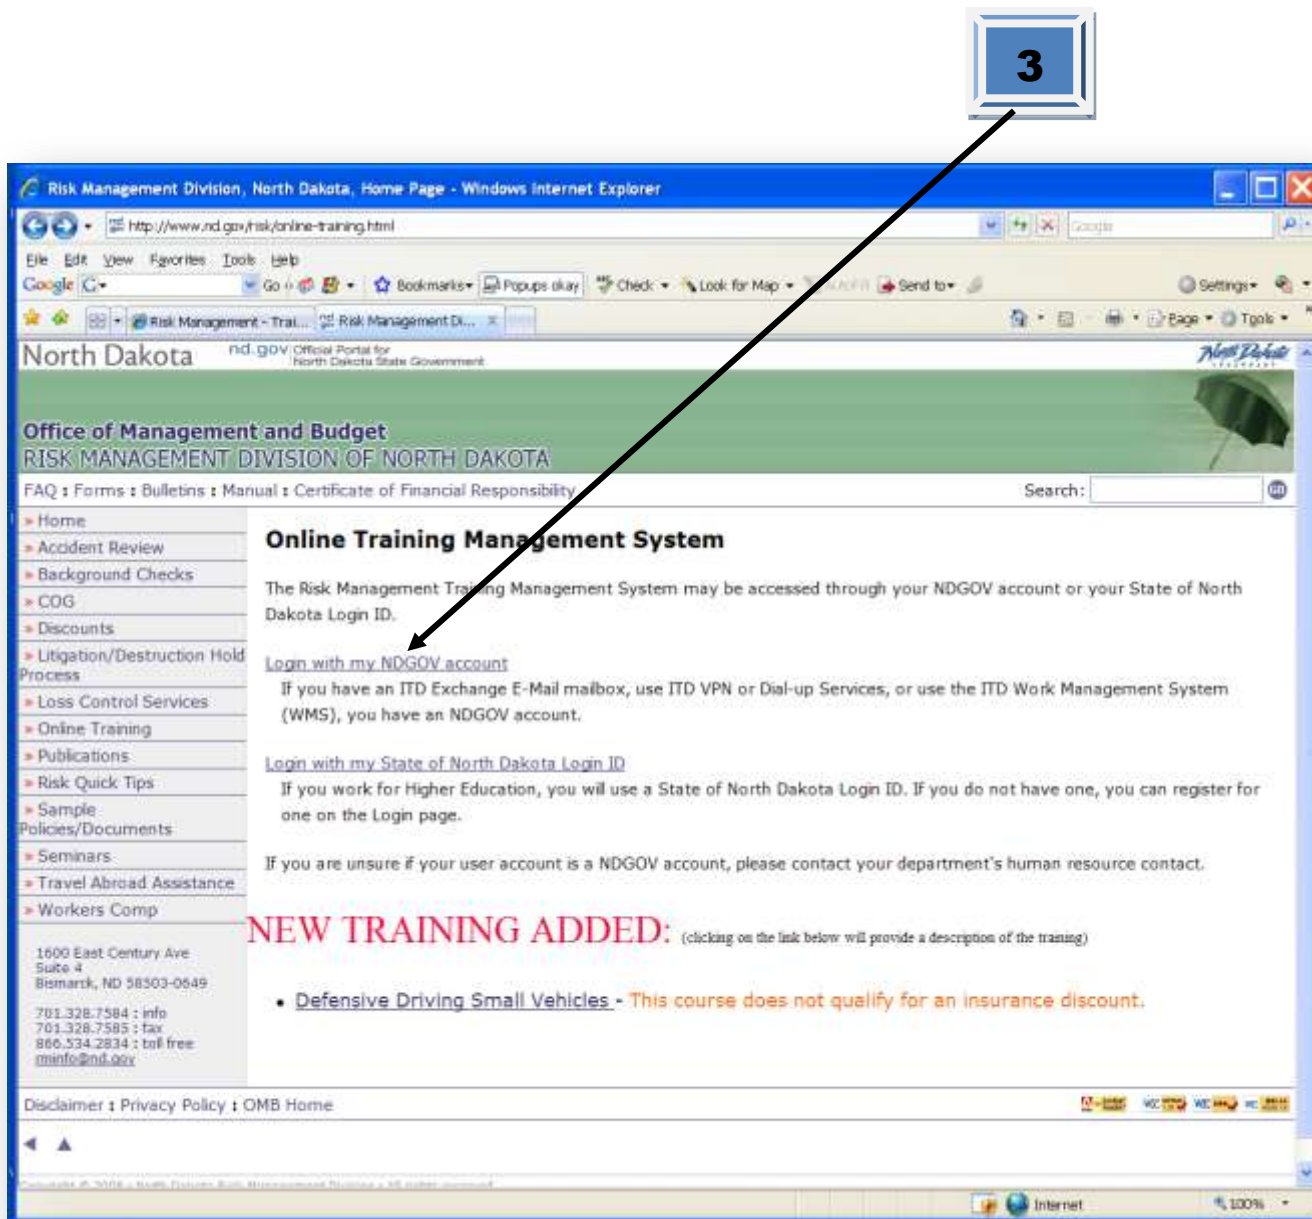 3
Risk Management Division, North Dakota, Home Page - Windows Internet Explorer
http://www.nd.gov/risk/online-training.html
Google
File Edit View Favorites Tools Help
Google G Go Bookmarks Popups okay Check Look for Map Send to Settings
Risk Management - Trai... Risk Management Di... Page Tools
North Dakota nd.gov Official Portal for
North Dakota State Government
North Dakota
Office of Management and Budget
RISK MANAGEMENT DIVISION OF NORTH DAKOTA
FAQ : Forms : Bulletins : Manual : Certificate of Financial Responsibility
Search: GO
» Home
» Accident Review
» Background Checks
» COG
» Discounts
» Litigation/Destruction Hold
Process
» Loss Control Services
» Online Training
» Publications
» Risk Quick Tips
» Sample
Policies/Documents
» Seminars
» Travel Abroad Assistance
» Workers Comp
1600 East Century Ave
Suite 4
Bismarck, ND 58503-0649
701.328.7584 : info
701.328.7585 : fax
866.534.2834 : toll free
rminfo@nd.gov
Online Training Management System
The Risk Management Training Management System may be accessed through your NDGOV account or your State of North
Dakota Login ID.
Login with my NDGOV account
If you have an ITD Exchange E-Mail mailbox, use ITD VPN or Dial-up Services, or use the ITD Work Management System
(WMS), you have an NDGOV account.
Login with my State of North Dakota Login ID
If you work for Higher Education, you will use a State of North Dakota Login ID. If you do not have one, you can register for
one on the Login page.
If you are unsure if your user account is a NDGOV account, please contact your department's human resource contact.
NEW TRAINING ADDED: (clicking on the link below will provide a description of the training)
• Defensive Driving Small Vehicles - This course does not qualify for an insurance discount.
Disclaimer : Privacy Policy : OMB Home
Internet 100%